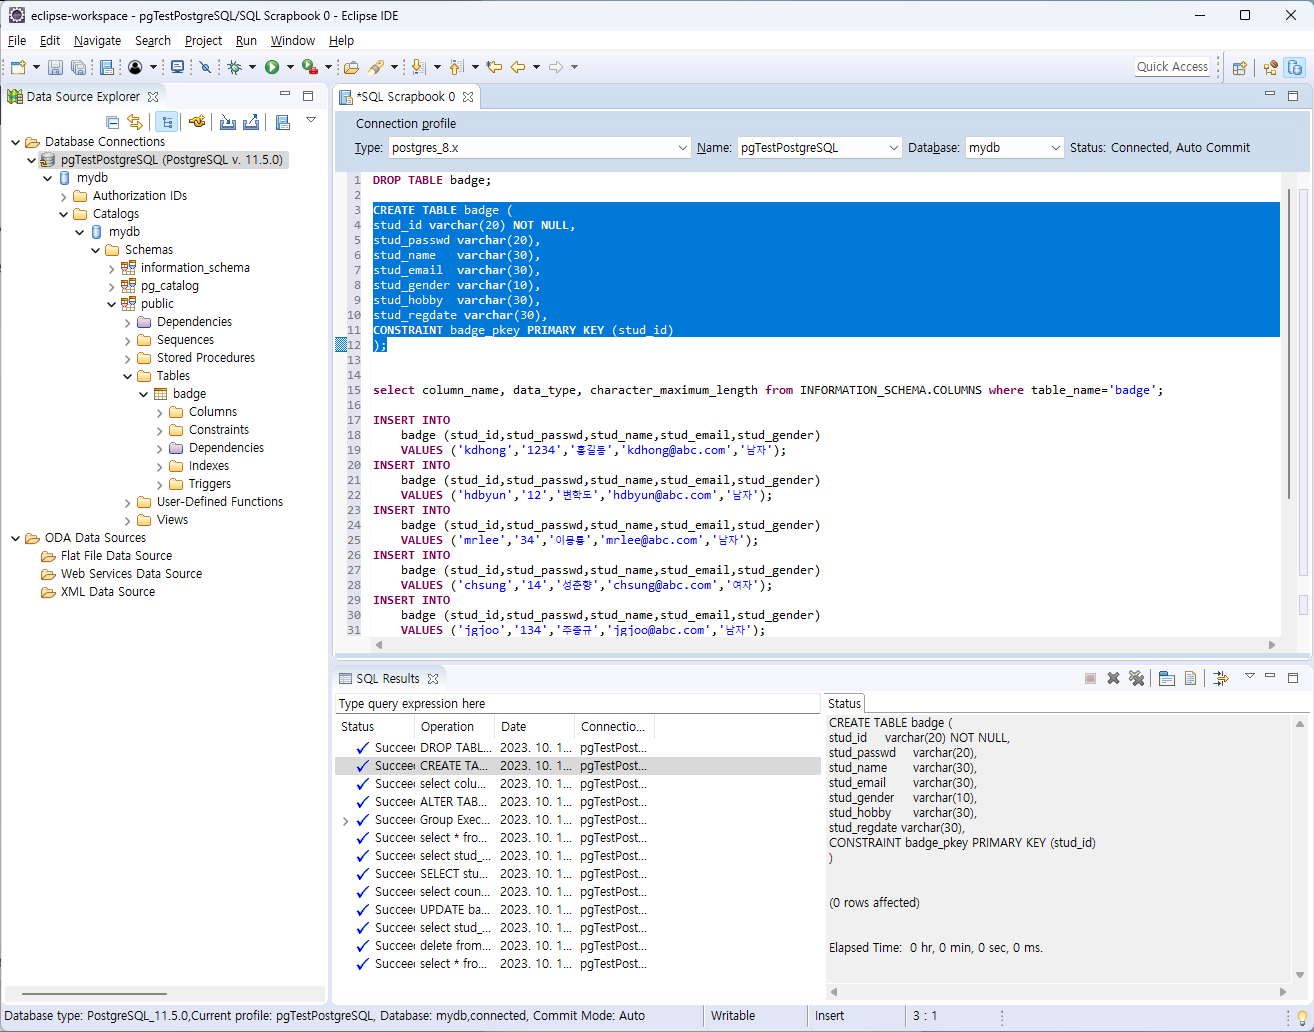 eclipse-workspace - pgTestPostgreSQL/SQL Scrapbook 0 - Eclipse IDE
File Edit Navigate Search Project Run Window Help
Quick Access
Data Source Explorer
Database Connections
pgTestPostgreSQL (PostgreSQL v. 11.5.0)
mydb
Authorization IDs
Catalogs
mydb
Schemas
information_schema
pg_catalog
public
Dependencies
Sequences
Stored Procedures
Tables
badge
Columns
Constraints
Dependencies
Indexes
Triggers
User-Defined Functions
Views
ODA Data Sources
Flat File Data Source
Web Services Data Source
XML Data Source
*SQL Scrapbook 0
Connection profile
Type: postgres_8.x Name: pgTestPostgreSQL Database: mydb Status: Connected, Auto Commit
1 DROP TABLE badge;
2
3 CREATE TABLE badge (
4 stud_id varchar(20) NOT NULL,
5 stud_passwd varchar(20),
6 stud_name varchar(30),
7 stud_email varchar(30),
8 stud_gender varchar(10),
9 stud_hobby varchar(30),
10 stud_regdate varchar(30),
11 CONSTRAINT badge_pkey PRIMARY KEY (stud_id)
12 );
13
14
15 select column_name, data_type, character_maximum_length from INFORMATION_SCHEMA.COLUMNS where table_name='badge';
16
17 INSERT INTO
18 badge (stud_id,stud_passwd,stud_name,stud_email,stud_gender)
19 VALUES ('kdhong','1234','홍길동','kdhong@abc.com','남자');
20 INSERT INTO
21 badge (stud_id,stud_passwd,stud_name,stud_email,stud_gender)
22 VALUES ('hdbyun','12','변학도','hdbyun@abc.com','남자');
23 INSERT INTO
24 badge (stud_id,stud_passwd,stud_name,stud_email,stud_gender)
25 VALUES ('mrlee','34','이몽룡','mrlee@abc.com','남자');
26 INSERT INTO
27 badge (stud_id,stud_passwd,stud_name,stud_email,stud_gender)
28 VALUES ('chsung','14','성춘향','chsung@abc.com','여자');
29 INSERT INTO
30 badge (stud_id,stud_passwd,stud_name,stud_email,stud_gender)
31 VALUES ('jgjoo','134','주종규','jgjoo@abc.com','남자');
SQL Results
Type query expression here
Status Operation Date Connectio...
Succee DROP TABL... 2023. 10. 1... pgTestPost...
Succee CREATE TA... 2023. 10. 1... pgTestPost...
Succee select colu... 2023. 10. 1... pgTestPost...
Succee ALTER TAB... 2023. 10. 1... pgTestPost...
Succee Group Exec... 2023. 10. 1... pgTestPost...
Succee select * fro... 2023. 10. 1... pgTestPost...
Succee select stud_... 2023. 10. 1... pgTestPost...
Succee SELECT stu... 2023. 10. 1... pgTestPost...
Succee select coun... 2023. 10. 1... pgTestPost...
Succee UPDATE ba... 2023. 10. 1... pgTestPost...
Succee select stud_... 2023. 10. 1... pgTestPost...
Succee delete from... 2023. 10. 1... pgTestPost...
Succee select * fro... 2023. 10. 1... pgTestPost...
Status
CREATE TABLE badge (
stud_id varchar(20) NOT NULL,
stud_passwd varchar(20),
stud_name varchar(30),
stud_email varchar(30),
stud_gender varchar(10),
stud_hobby varchar(30),
stud_regdate varchar(30),
CONSTRAINT badge_pkey PRIMARY KEY (stud_id)
)
(0 rows affected)
Elapsed Time: 0 hr, 0 min, 0 sec, 0 ms.
Database type: PostgreSQL_11.5.0,Current profile: pgTestPostgreSQL, Database: mydb,connected, Commit Mode: Auto
Writable
Insert
3 : 1